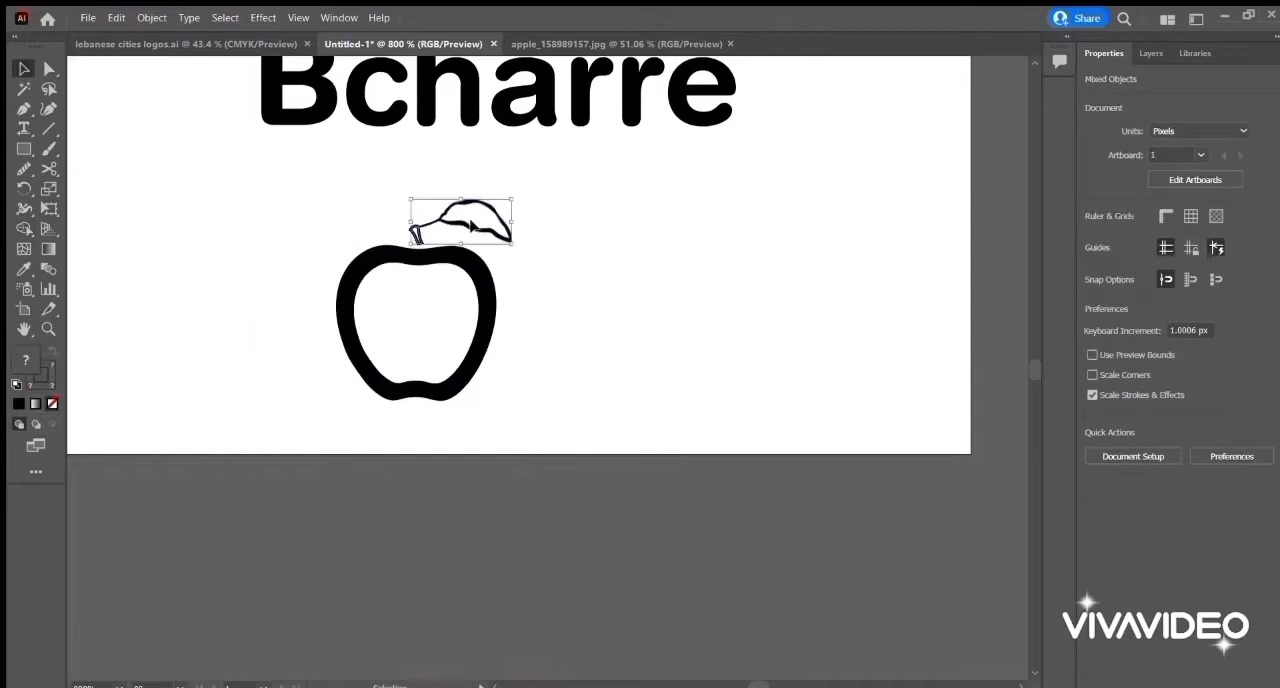 Ai File Edit Object Type Select Effect View Window Help Share
lebanese cities logos.ai @ 43.4 % (CMYK/Preview) × Untitled-1* @ 800 % (RGB/Preview) × apple_158989157.jpg @ 51.06 % (RGB/Preview) ×
Properties Layers Libraries
Bcharre
Mixed Objects
Document
Units: Pixels
Artboard: 1
Edit Artboards
Ruler & Grids
Guides
Snap Options
Preferences
Keyboard Increment: 1.0006 px
Use Preview Bounds
Scale Corners
Scale Strokes & Effects
Quick Actions
Document Setup Preferences
VIVAVIDEO